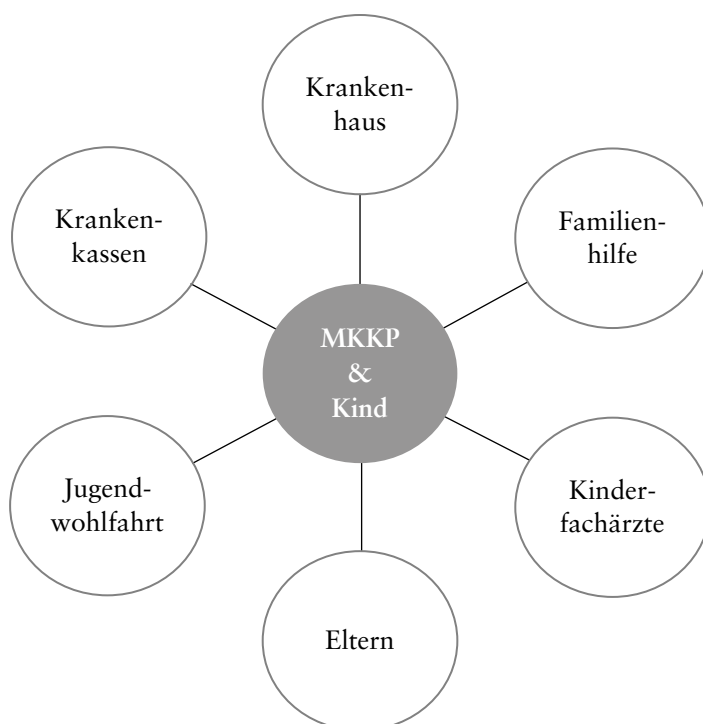 Kranken-
haus
Kranken-
kassen
Familien-
hilfe
MKKP
&
Kind
Jugend-
wohlfahrt
Kinder-
fachärzte
Eltern